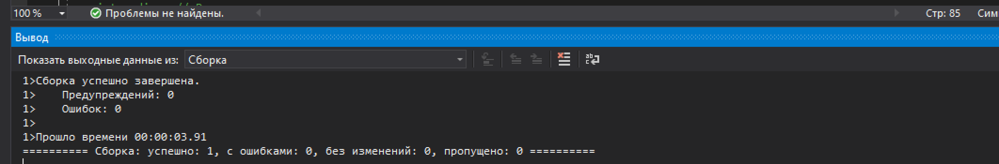 100 %
Проблемы не найдены.
Стр: 85
Сим
Вывод
Показать выходные данные из: Сборка
1>Сборка успешно завершена.
1>    Предупреждений: 0
1>    Ошибок: 0
1>
1>Прошло времени 00:00:03.91
========== Сборка: успешно: 1, с ошибками: 0, без изменений: 0, пропущено: 0 ==========